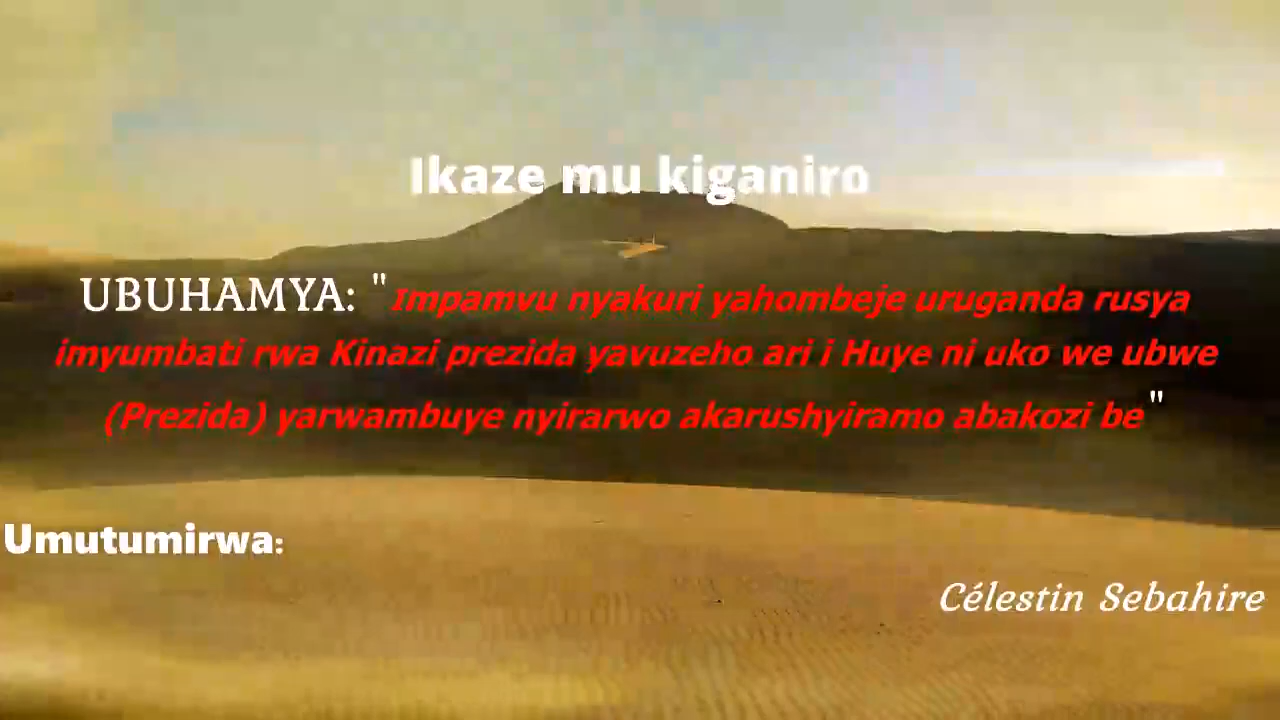 Ikaze mu kiganiro
UBUHAMYA: "Impamvu nyakuri yahombeje uruganda rusya
imyumbati rwa Kinazi prezida yavuzeho ari i Huye ni uko we ubwe
(Prezida) yarwambuye nyirarwo akarushyiramo abakozi be"
Umutumirwa:
Célestin Sebahire